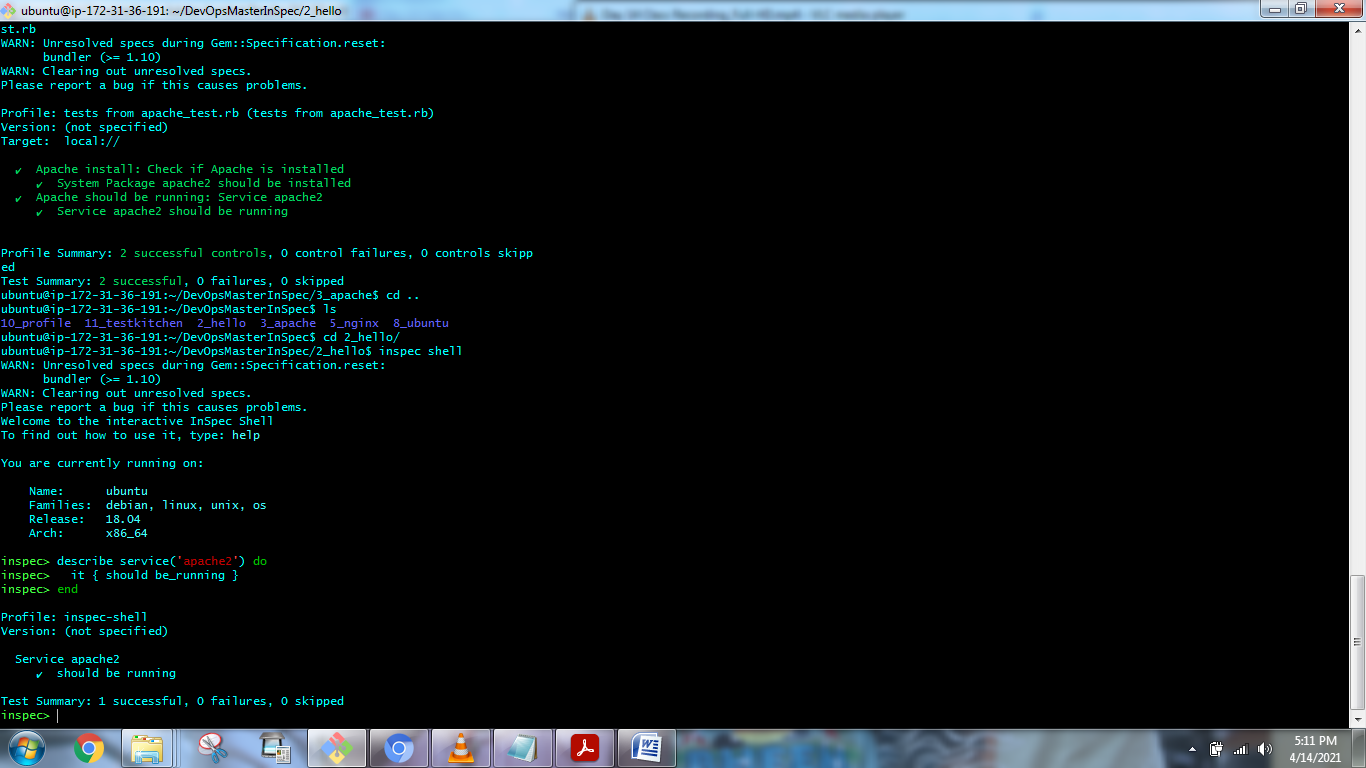 ubuntu@ip-172-31-36-191: ~/DevOpsMasterInSpec/2_hello
st.rb
WARN: Unresolved specs during Gem::Specification.reset:
      bundler (>= 1.10)
WARN: Clearing out unresolved specs.
Please report a bug if this causes problems.
Profile: tests from apache_test.rb (tests from apache_test.rb)
Version: (not specified)
Target:  local://
  ✔  Apache install: Check if Apache is installed
     ✔  System Package apache2 should be installed
  ✔  Apache should be running: Service apache2
     ✔  Service apache2 should be running
Profile Summary: 2 successful controls, 0 control failures, 0 controls skipp
ed
Test Summary: 2 successful, 0 failures, 0 skipped
ubuntu@ip-172-31-36-191:~/DevOpsMasterInSpec/3_apache$ cd ..
ubuntu@ip-172-31-36-191:~/DevOpsMasterInSpec$ ls
10_profile  11_testkitchen  2_hello  3_apache  5_nginx  8_ubuntu
ubuntu@ip-172-31-36-191:~/DevOpsMasterInSpec$ cd 2_hello/
ubuntu@ip-172-31-36-191:~/DevOpsMasterInSpec/2_hello$ inspec shell
WARN: Unresolved specs during Gem::Specification.reset:
      bundler (>= 1.10)
WARN: Clearing out unresolved specs.
Please report a bug if this causes problems.
Welcome to the interactive InSpec Shell
To find out how to use it, type: help
You are currently running on:
    Name:      ubuntu
    Families:  debian, linux, unix, os
    Release:   18.04
    Arch:      x86_64
inspec> describe service('apache2') do
inspec>   it { should be_running }
inspec> end
Profile: inspec-shell
Version: (not specified)
  Service apache2
     ✔  should be running
Test Summary: 1 successful, 0 failures, 0 skipped
inspec>
5:11 PM
4/14/2021